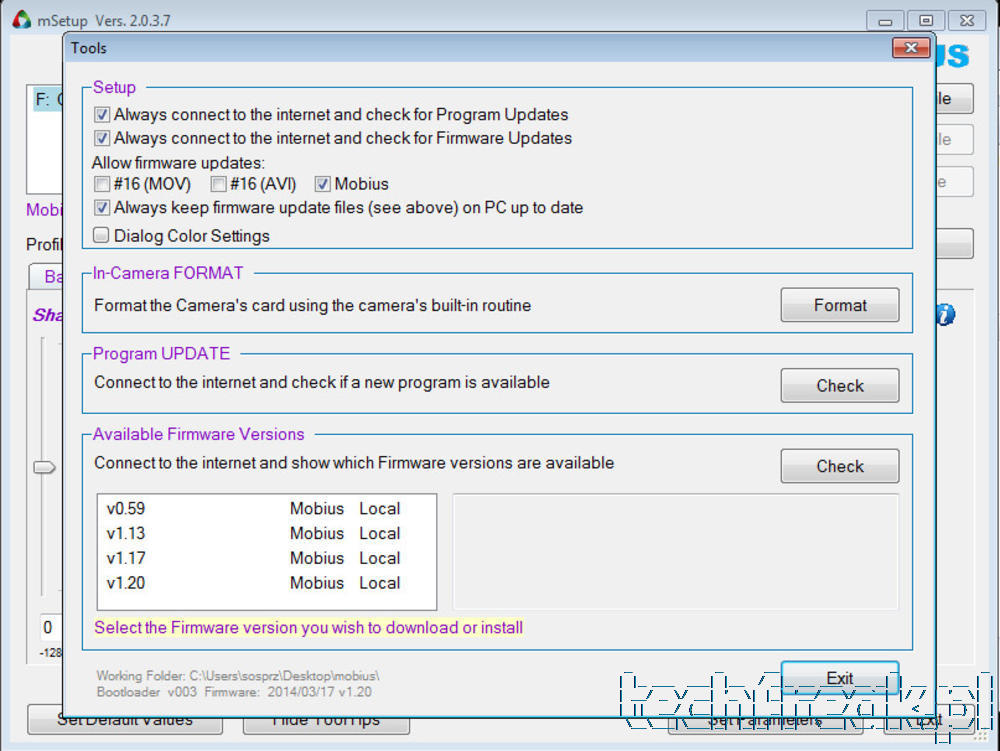 mSetup Vers. 2.0.3.7
Tools
Setup
Always connect to the internet and check for Program Updates
Always connect to the internet and check for Firmware Updates
Allow firmware updates:
#16 (MOV) #16 (AVI) Mobius
Always keep firmware update files (see above) on PC up to date
Dialog Color Settings
In-Camera FORMAT
Format the Camera's card using the camera's built-in routine
Format
Program UPDATE
Connect to the internet and check if a new program is available
Check
Available Firmware Versions
Connect to the internet and show which Firmware versions are available
Check
v0.59 Mobius Local
v1.13 Mobius Local
v1.17 Mobius Local
v1.20 Mobius Local
Select the Firmware version you wish to download or install
Working Folder: C:\Users\sosprz\Desktop\mobius\
Bootloader v003 Firmware: 2014/03/17 v1.20
Exit
F:
0
-128
Set Default Values Hide ToolTips Set Parameters Exit
techfreak.pl